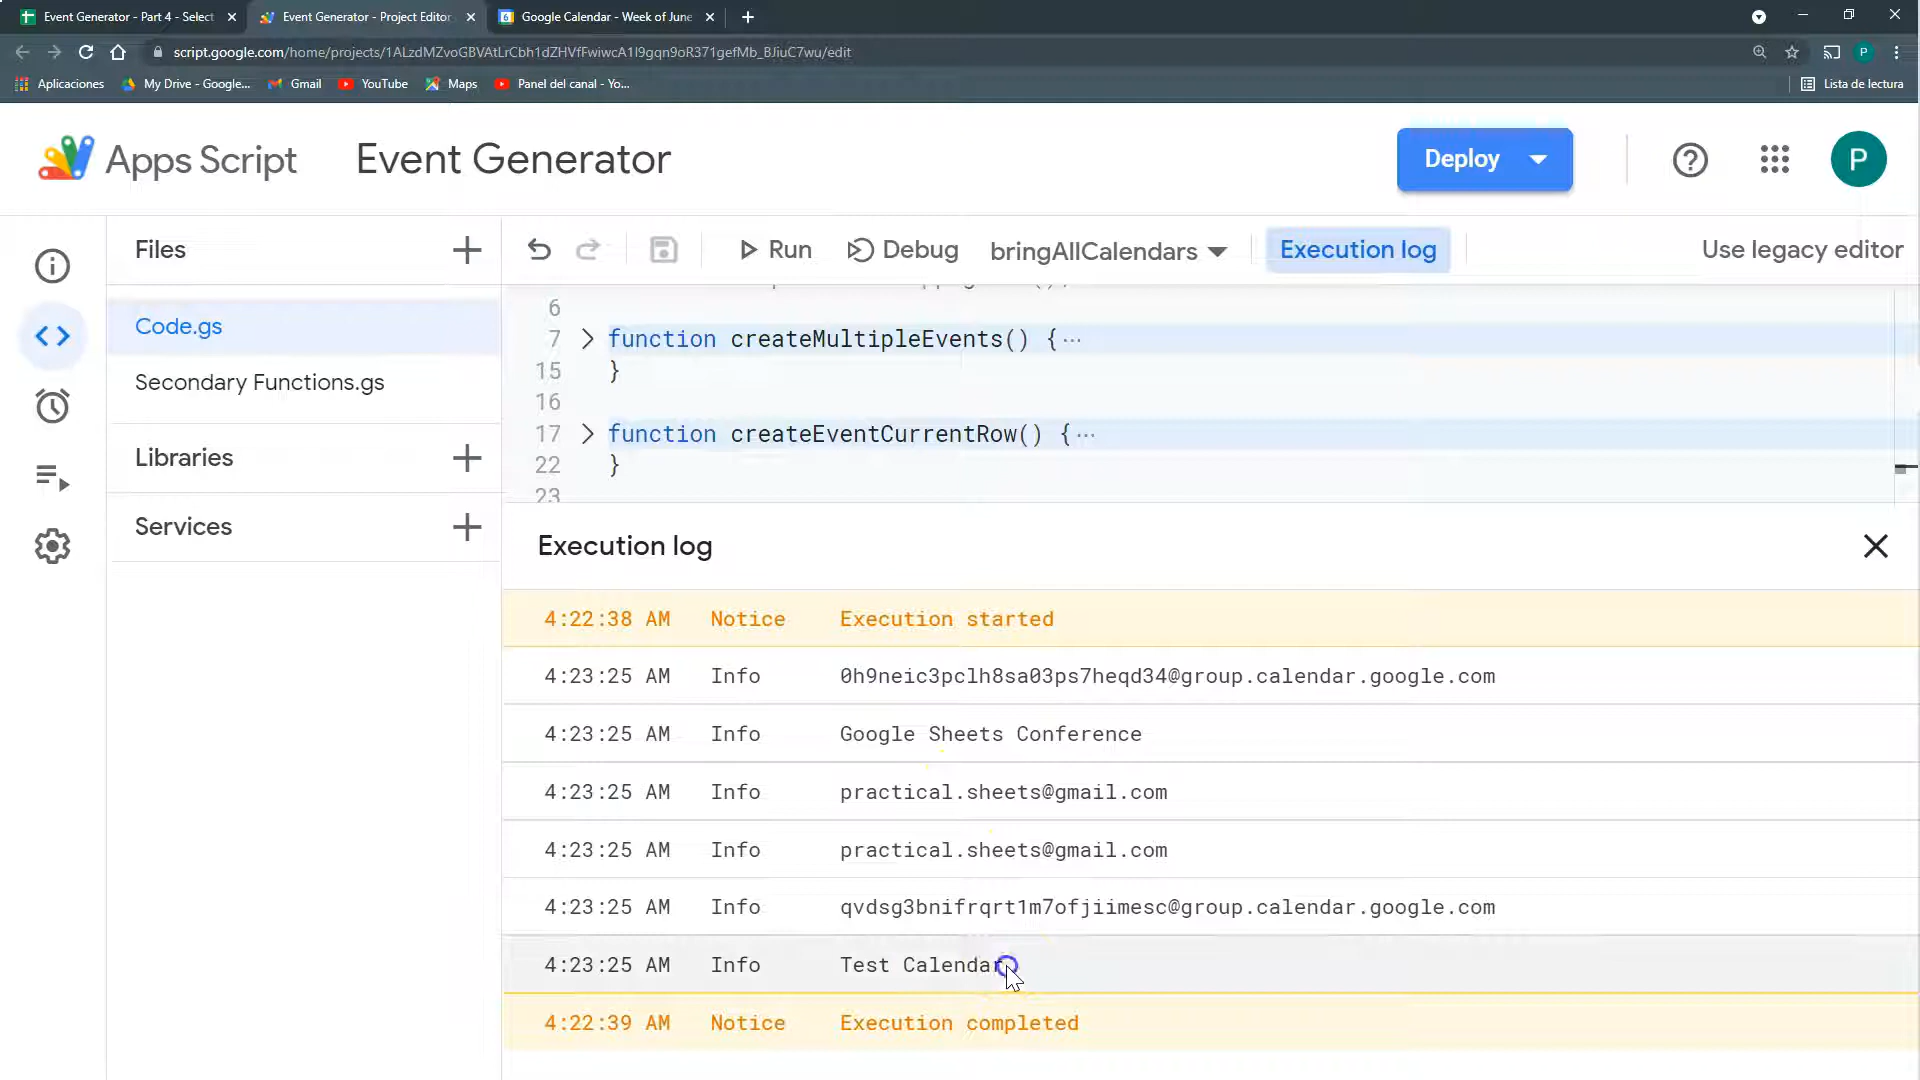 Event Generator - Part 4 - Select
Event Generator - Project Editor
Google Calendar - Week of June
script.google.com/home/projects/1ALzdMZvoGBVAtLrCbh1dZHVfFwiwcA1I9gqn9oR371gefMb_BJiuC7wu/edit
Aplicaciones
My Drive - Google...
Gmail
YouTube
Maps
Panel del canal - Yo...
Lista de lectura
Apps Script
Event Generator
Deploy
P
Files
Run
Debug
bringAllCalendars
Execution log
Use legacy editor
Code.gs
Secondary Functions.gs
Libraries
Services
6
7 function createMultipleEvents() { ···
15 }
16
17 function createEventCurrentRow() { ···
22 }
23
Execution log
4:22:38 AM Notice Execution started
4:23:25 AM Info 0h9neic3pclh8sa03ps7heqd34@group.calendar.google.com
4:23:25 AM Info Google Sheets Conference
4:23:25 AM Info practical.sheets@gmail.com
4:23:25 AM Info practical.sheets@gmail.com
4:23:25 AM Info qvdsg3bnifrqrt1m7ofjiimesc@group.calendar.google.com
4:23:25 AM Info Test Calendar
4:22:39 AM Notice Execution completed